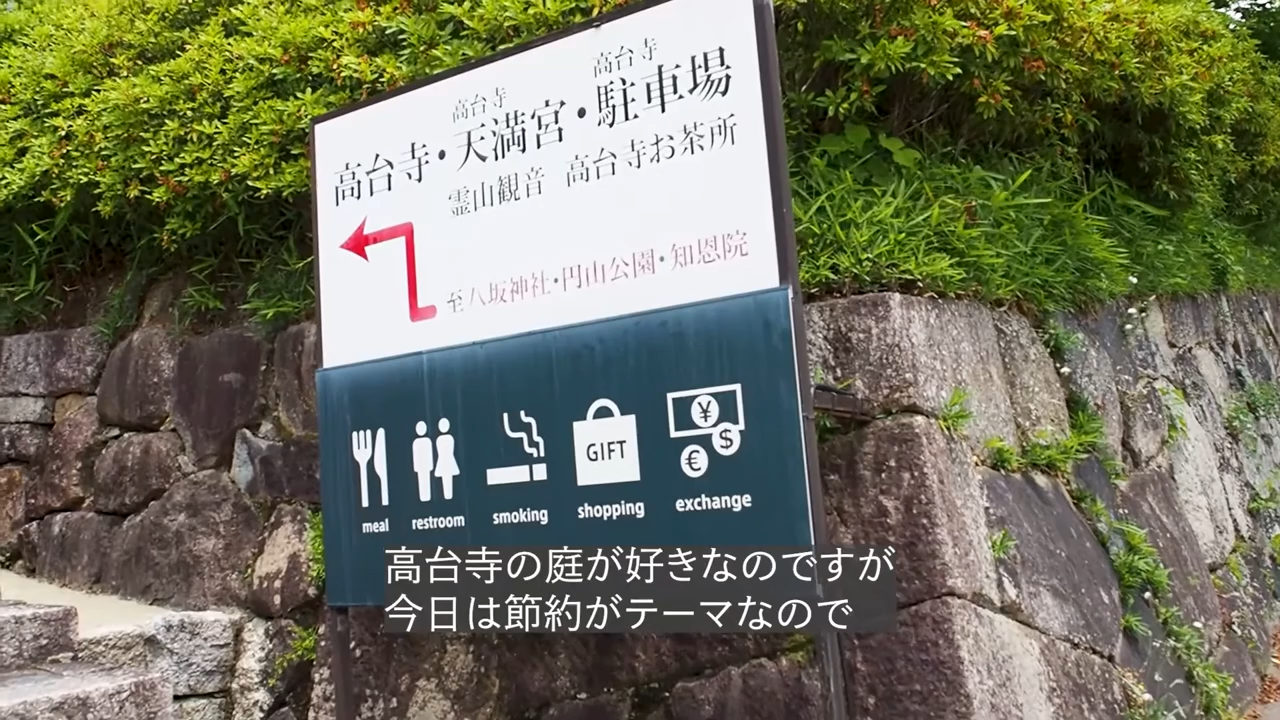 高台寺 高台寺
高台寺・天満宮・駐車場
霊山観音 高台寺お茶所
至八坂神社・円山公園・知恩院
GIFT
¥
$
€
meal restroom smoking shopping exchange
高台寺の庭が好きなのですが
今日は節約がテーマなので